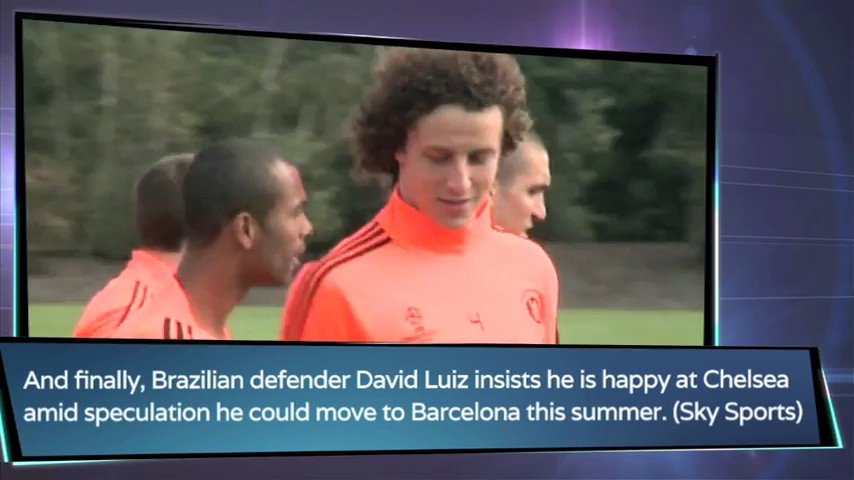 4
And finally, Brazilian defender David Luiz insists he is happy at Chelsea
amid speculation he could move to Barcelona this summer. (Sky Sports)